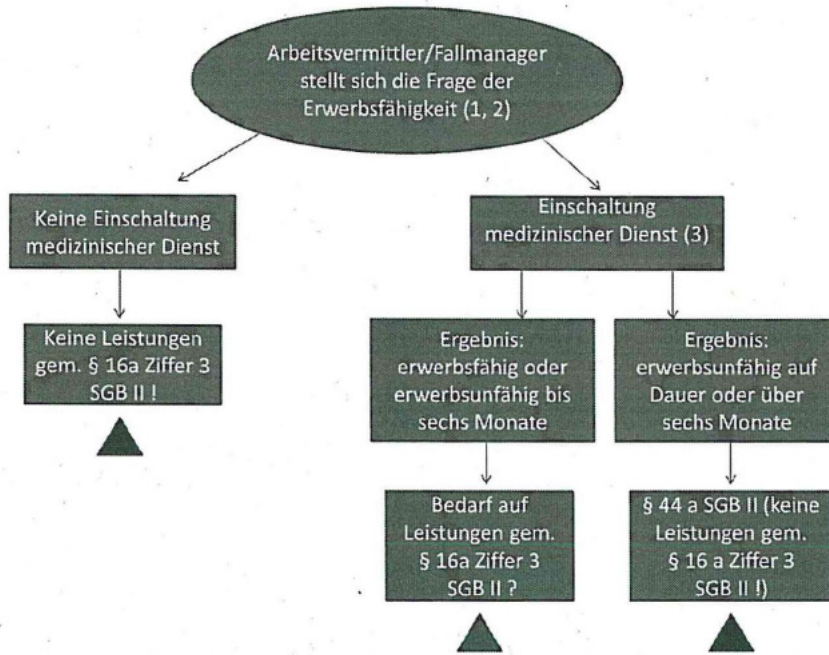 Arbeitsvermittler/Fallmanager
stellt sich die Frage der
Erwerbsfähigkeit (1, 2)
Keine Einschaltung
medizinischer Dienst
Einschaltung
medizinischer Dienst (3)
Keine Leistungen
gem. § 16a Ziffer 3
SGB II !
Ergebnis:
erwerbsfähig oder
erwerbsunfähig bis
sechs Monate
Ergebnis:
erwerbsunfähig auf
Dauer oder über
sechs Monate
Bedarf auf
Leistungen gem.
§ 16a Ziffer 3
SGB II ?
§ 44 a SGB II (keine
Leistungen gem.
§ 16 a Ziffer 3
SGB II !)